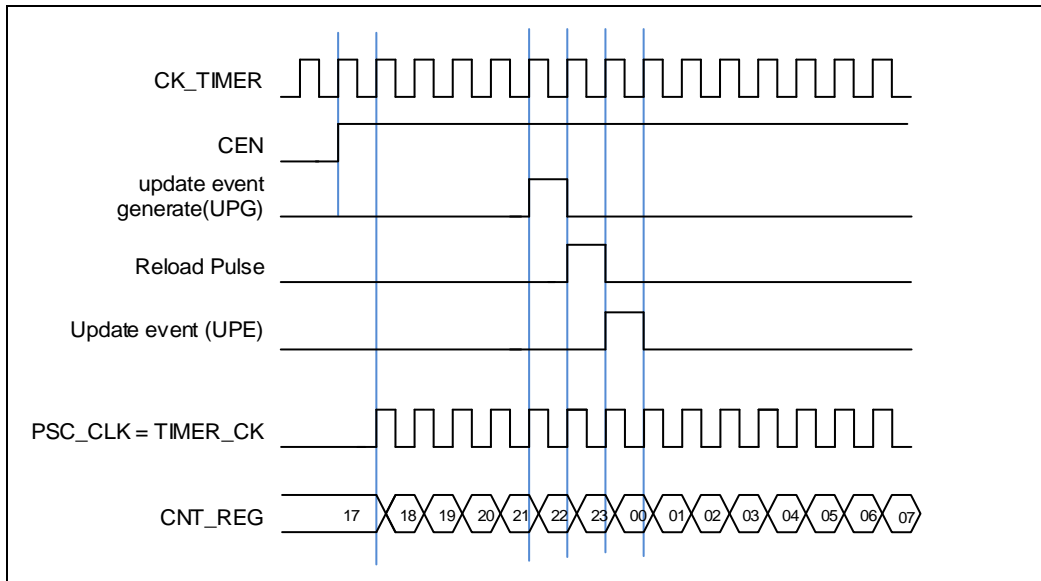 CK_TIMER
CEN
update event
generate(UPG)
Reload Pulse
Update event (UPE)
PSC_CLK = TIMER_CK
CNT_REG 17 18 19 20 21 22 23 00 01 02 03 04 05 06 07